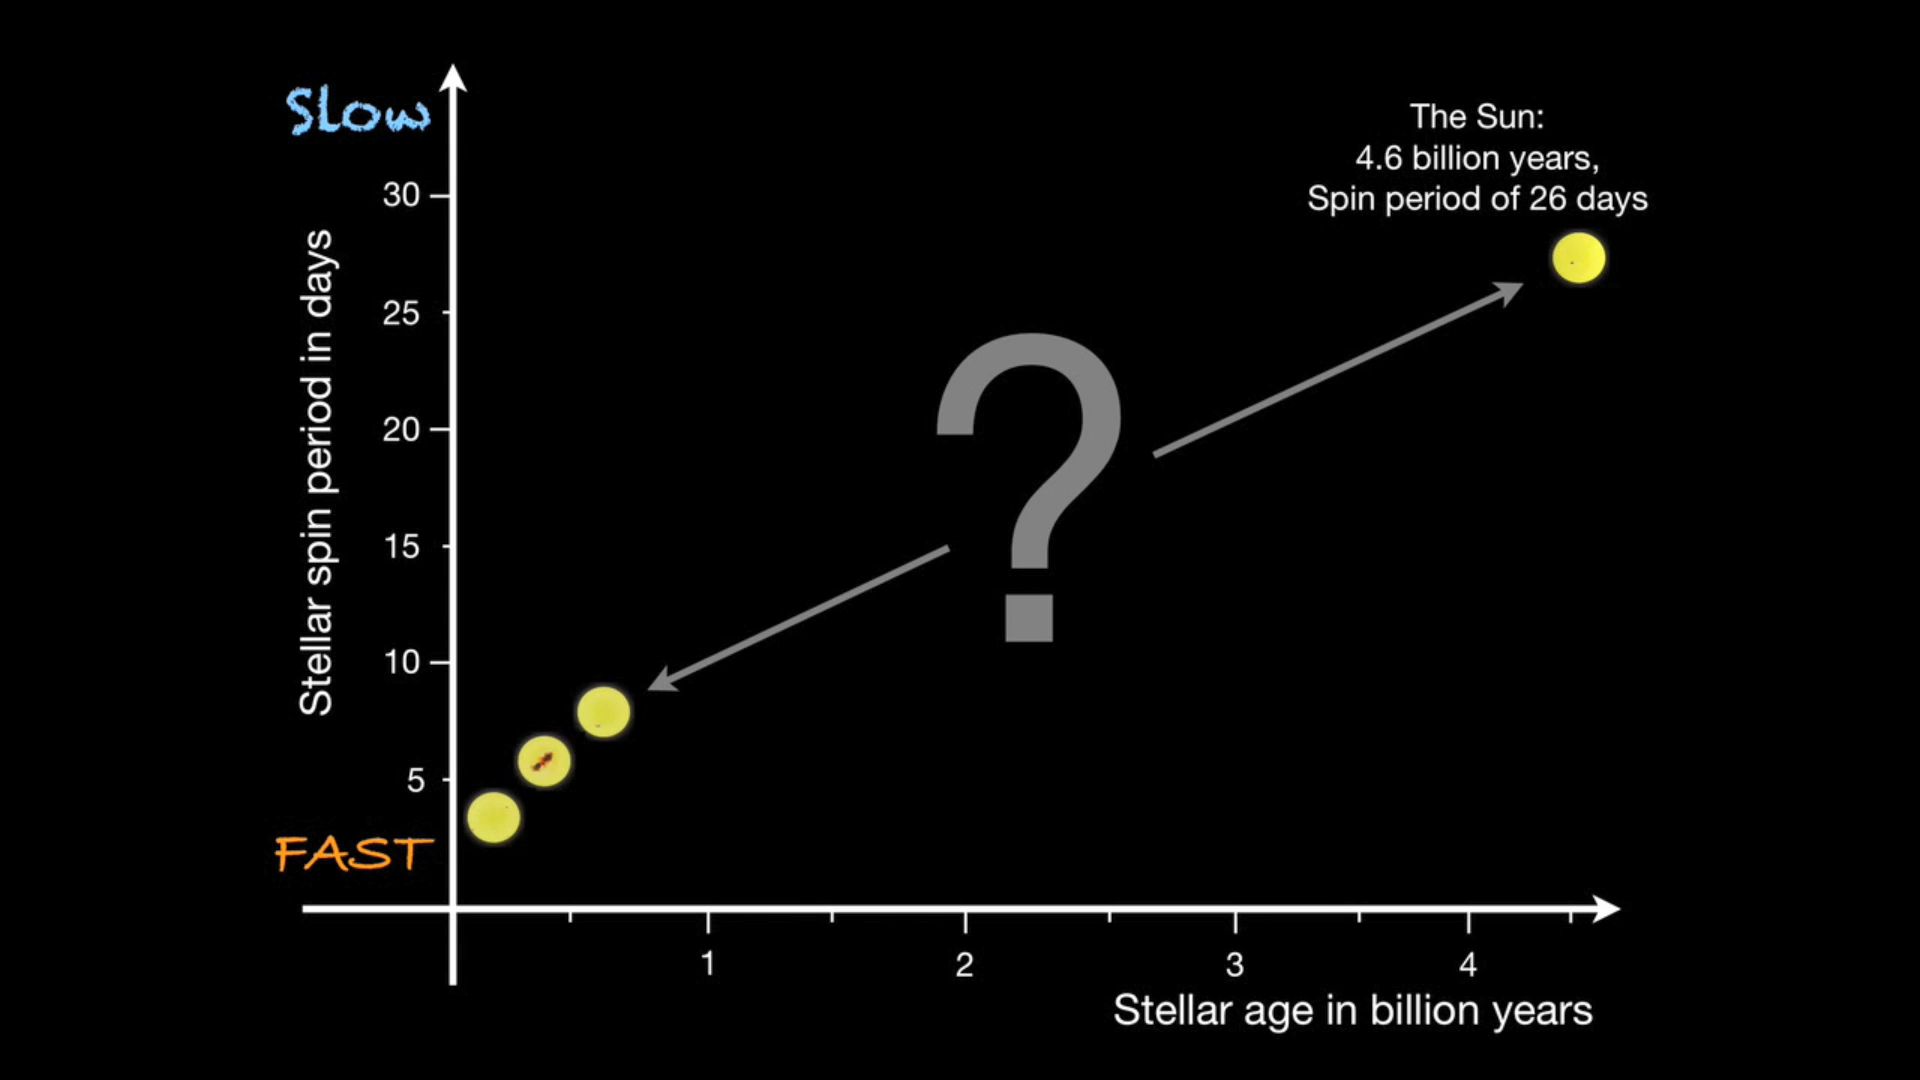 SLOW
The Sun:
4.6 billion years,
Spin period of 26 days
30
25
20
15
10
5
Stellar spin period in days
?
FAST
1 2 3 4
Stellar age in billion years